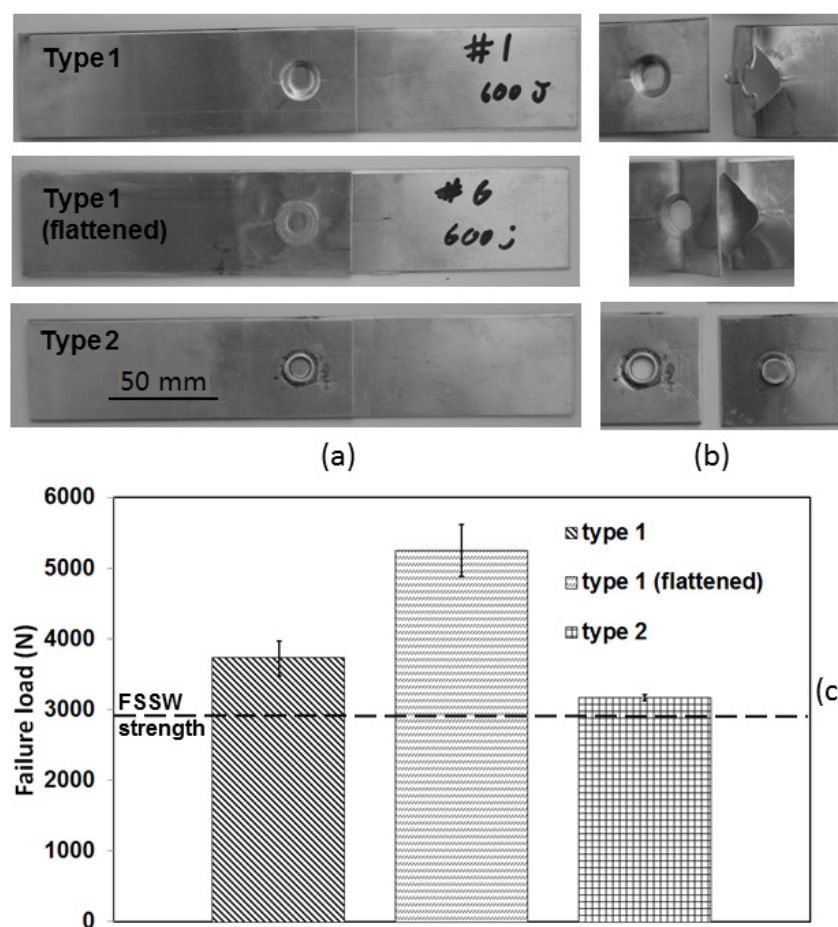 Type 1
#1
600 J
Type 1
(flattened)
#6
600 j
Type 2
50 mm
(a)
(b)
6000
5000
4000
3000
2000
1000
0
Failure load (N)
FSSW
strength
type 1
type 1 (flattened)
type 2
(c